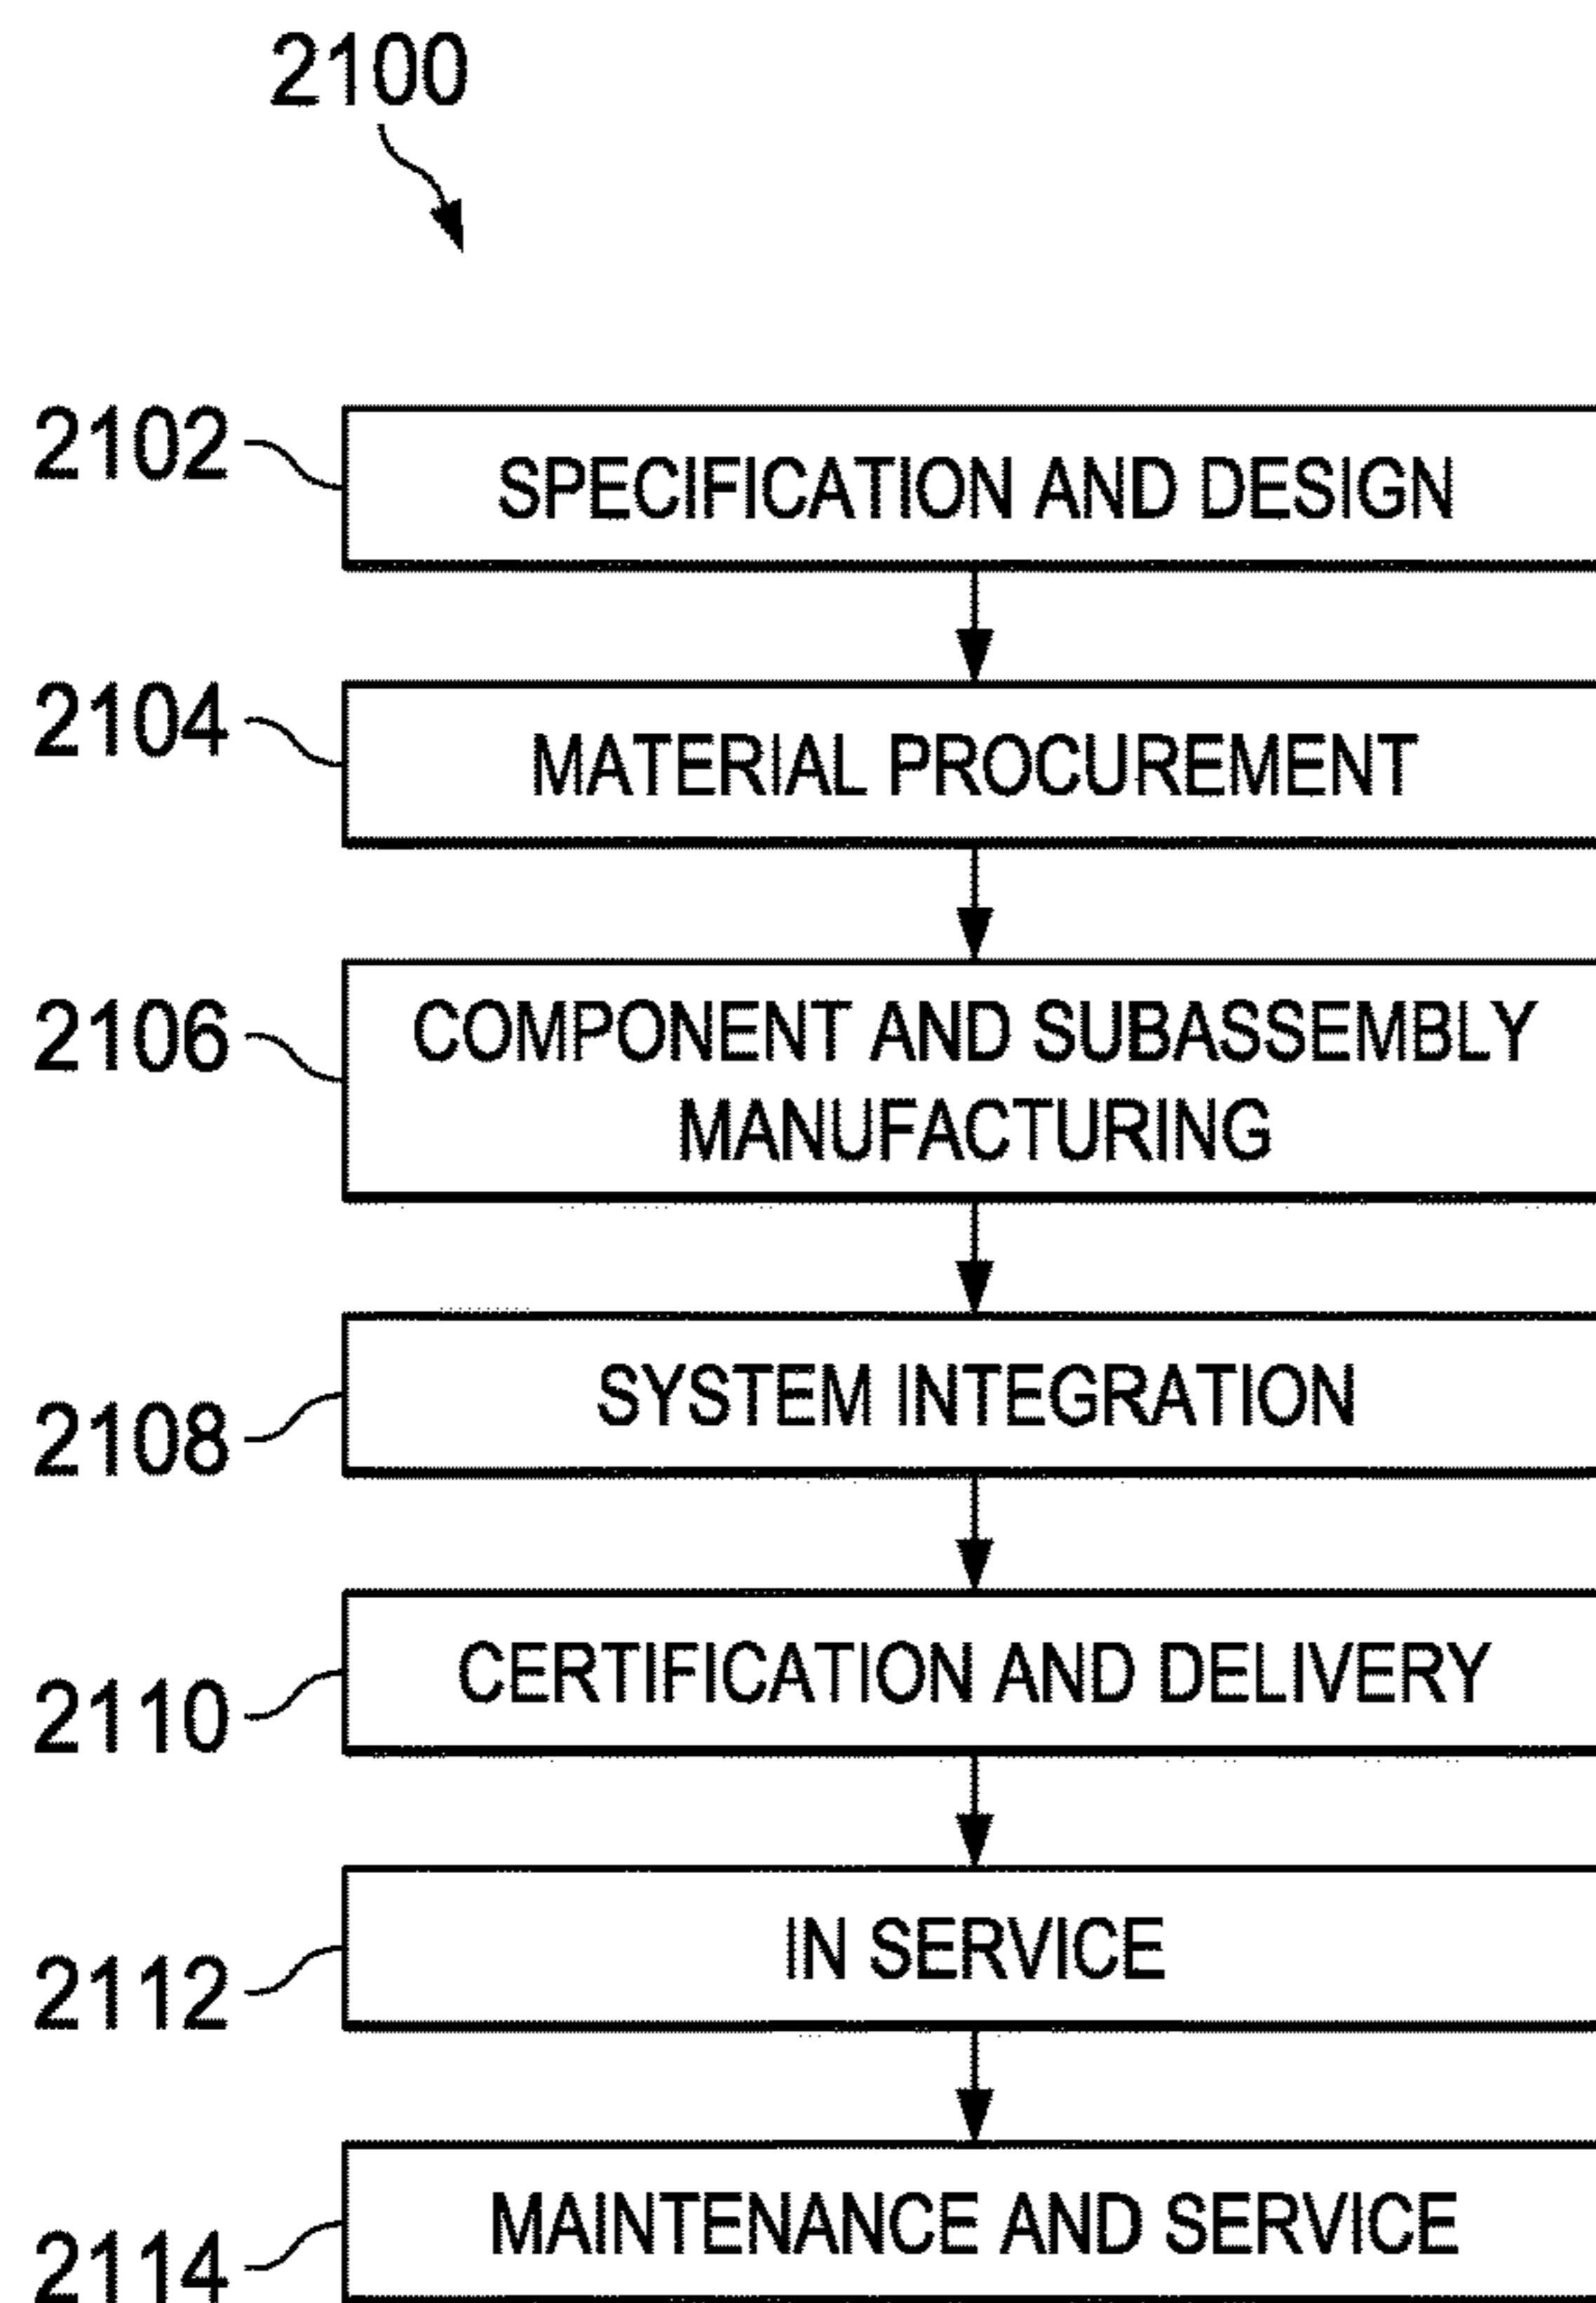 2100
2102
SPECIFICATION AND DESIGN
2104
MATERIAL PROCUREMENT
2106
COMPONENT AND SUBASSEMBLY
MANUFACTURING
2108
SYSTEM INTEGRATION
2110
CERTIFICATION AND DELIVERY
2112
IN SERVICE
2114
MAINTENANCE AND SERVICE